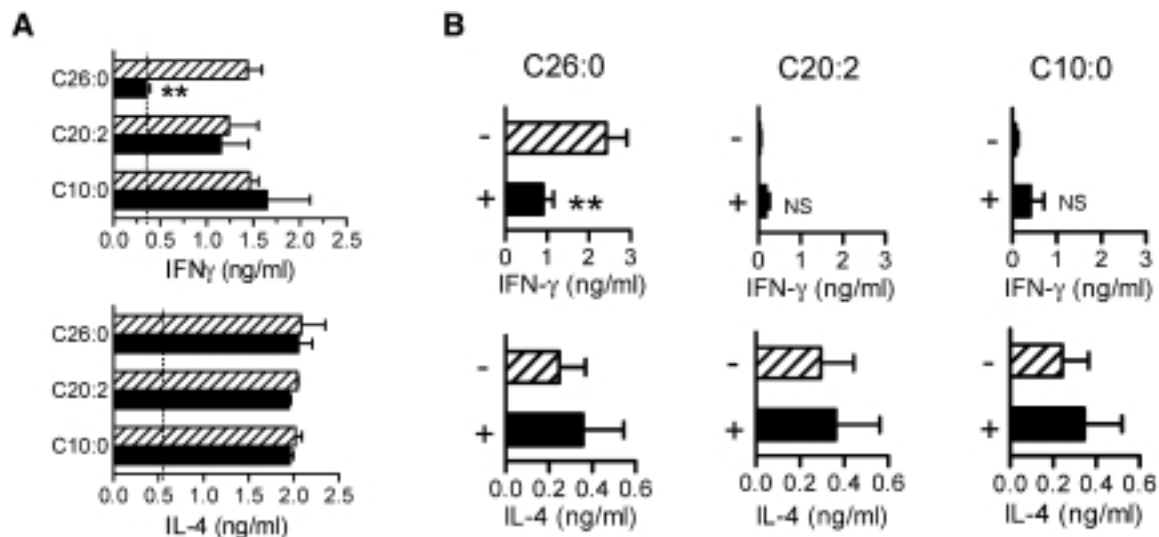 A
C26:0
**
C20:2
C10:0
0.0 0.5 1.0 1.5 2.0 2.5
IFNγ (ng/ml)
C26:0
C20:2
C10:0
0.0 0.5 1.0 1.5 2.0 2.5
IL-4 (ng/ml)
B
C26:0 C20:2 C10:0
- - -
+ ** + NS + NS
0 1 2 3 0 1 2 3 0 1 2 3
IFN-γ (ng/ml) IFN-γ (ng/ml) IFN-γ (ng/ml)
- - -
+ + +
0.0 0.2 0.4 0.6 0.0 0.2 0.4 0.6 0.0 0.2 0.4 0.6
IL-4 (ng/ml) IL-4 (ng/ml) IL-4 (ng/ml)